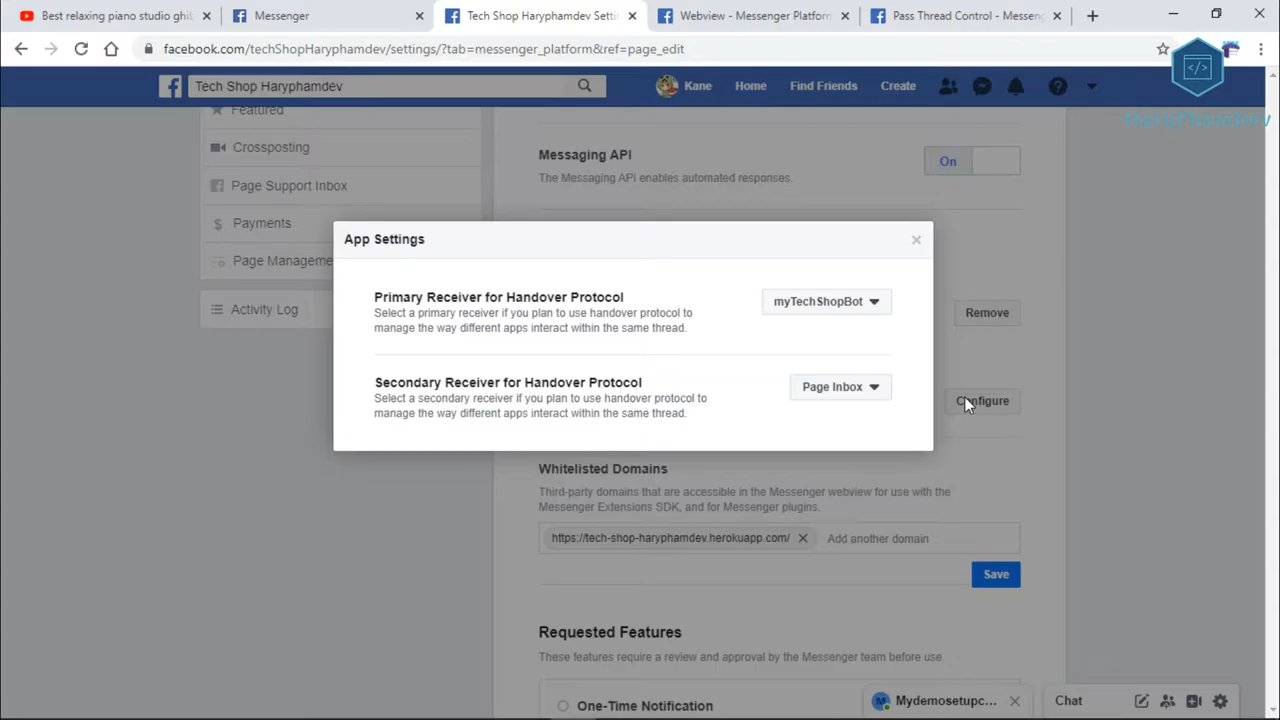 Best relaxing piano studio ghib
Messenger
Tech Shop Haryphamdev Setti
Webview - Messenger Platform
Pass Thread Control - Messeng
facebook.com/techShopHaryphamdev/settings/?tab=messenger_platform&ref=page_edit
Tech Shop Haryphamdev
Kane
Home
Find Friends
Create
HaryPhamDev
Featured
Crossposting
Page Support Inbox
Payments
Page Manageme
Activity Log
Messaging API
On
The Messaging API enables automated responses.
App Settings
Primary Receiver for Handover Protocol
myTechShopBot
Select a primary receiver if you plan to use handover protocol to
manage the way different apps interact within the same thread.
Remove
Secondary Receiver for Handover Protocol
Page Inbox
Select a secondary receiver if you plan to use handover protocol to
manage the way different apps interact within the same thread.
Configure
Whitelisted Domains
Third-party domains that are accessible in the Messenger webview for use with the
Messenger Extensions SDK, and for Messenger plugins.
https://tech-shop-haryphamdev.herokuapp.com/
Add another domain
Save
Requested Features
These features require a review and approval by the Messenger team before use.
One-Time Notification
Mydemosetupc...
Chat